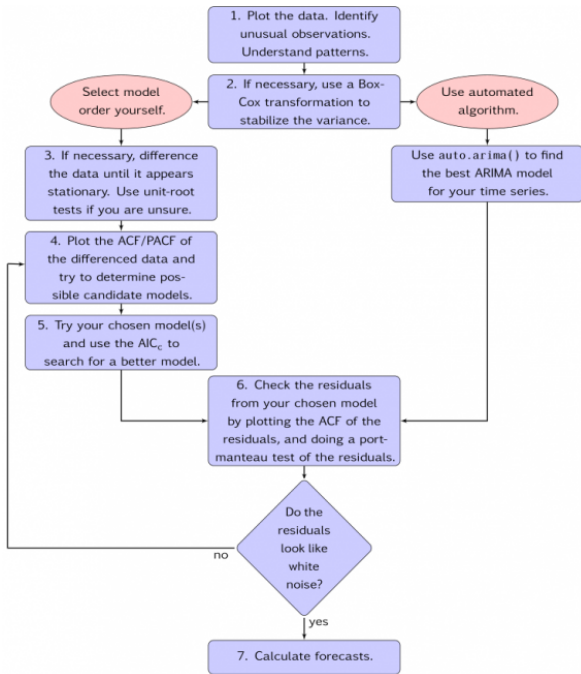 1. Plot the data. Identify
unusual observations.
Understand patterns.
Select model
order yourself.
2. If necessary, use a Box-
Cox transformation to
stabilize the variance.
Use automated
algorithm.
3. If necessary, difference
the data until it appears
stationary. Use unit-root
tests if you are unsure.
Use auto.arima() to find
the best ARIMA model
for your time series.
4. Plot the ACF/PACF of
the differenced data and
try to determine pos-
sible candidate models.
5. Try your chosen model(s)
and use the AICc to
search for a better model.
6. Check the residuals
from your chosen model
by plotting the ACF of the
residuals, and doing a port-
manteau test of the residuals.
Do the
residuals
look like
white
noise?
no
yes
7. Calculate forecasts.